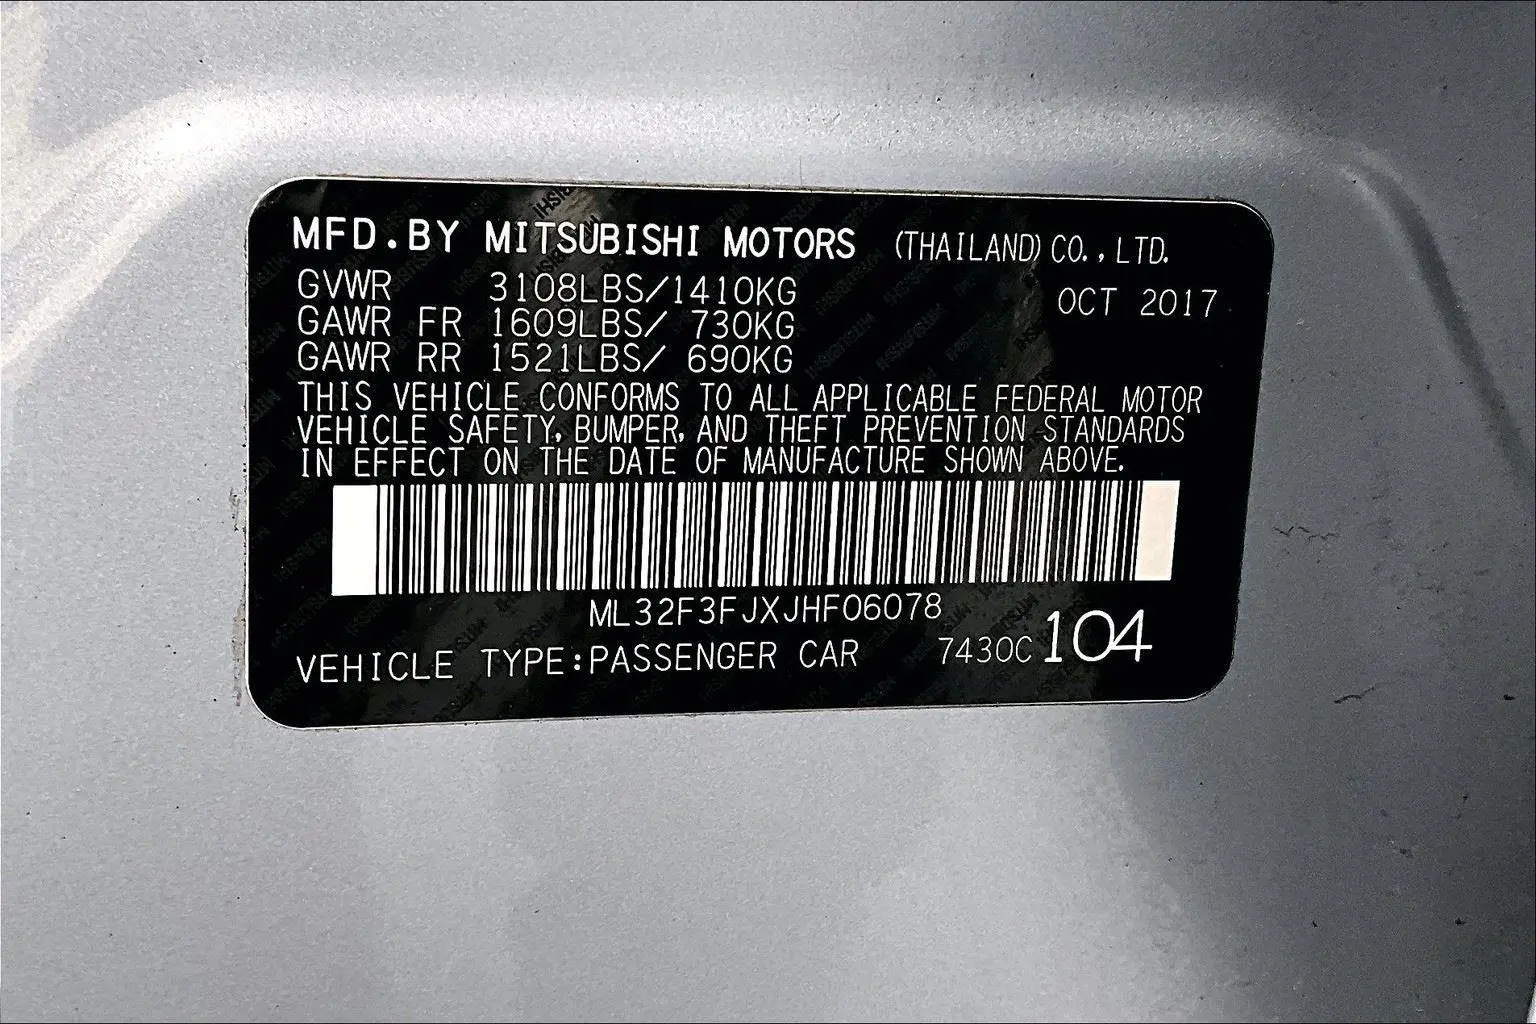 MFD.BY MITSUBISHI MOTORS (THAILAND) CO., LTD.
GVWR 3108LBS/1410KG OCT 2017
GAWR FR 1609LBS/ 730KG
GAWR RR 1521LBS/ 690KG
THIS VEHICLE CONFORMS TO ALL APPLICABLE FEDERAL MOTOR
VEHICLE SAFETY, BUMPER, AND THEFT PREVENTION STANDARDS
IN EFFECT ON THE DATE OF MANUFACTURE SHOWN ABOVE.
ML32F3FJXJHF06078
VEHICLE TYPE:PASSENGER CAR 7430C 104